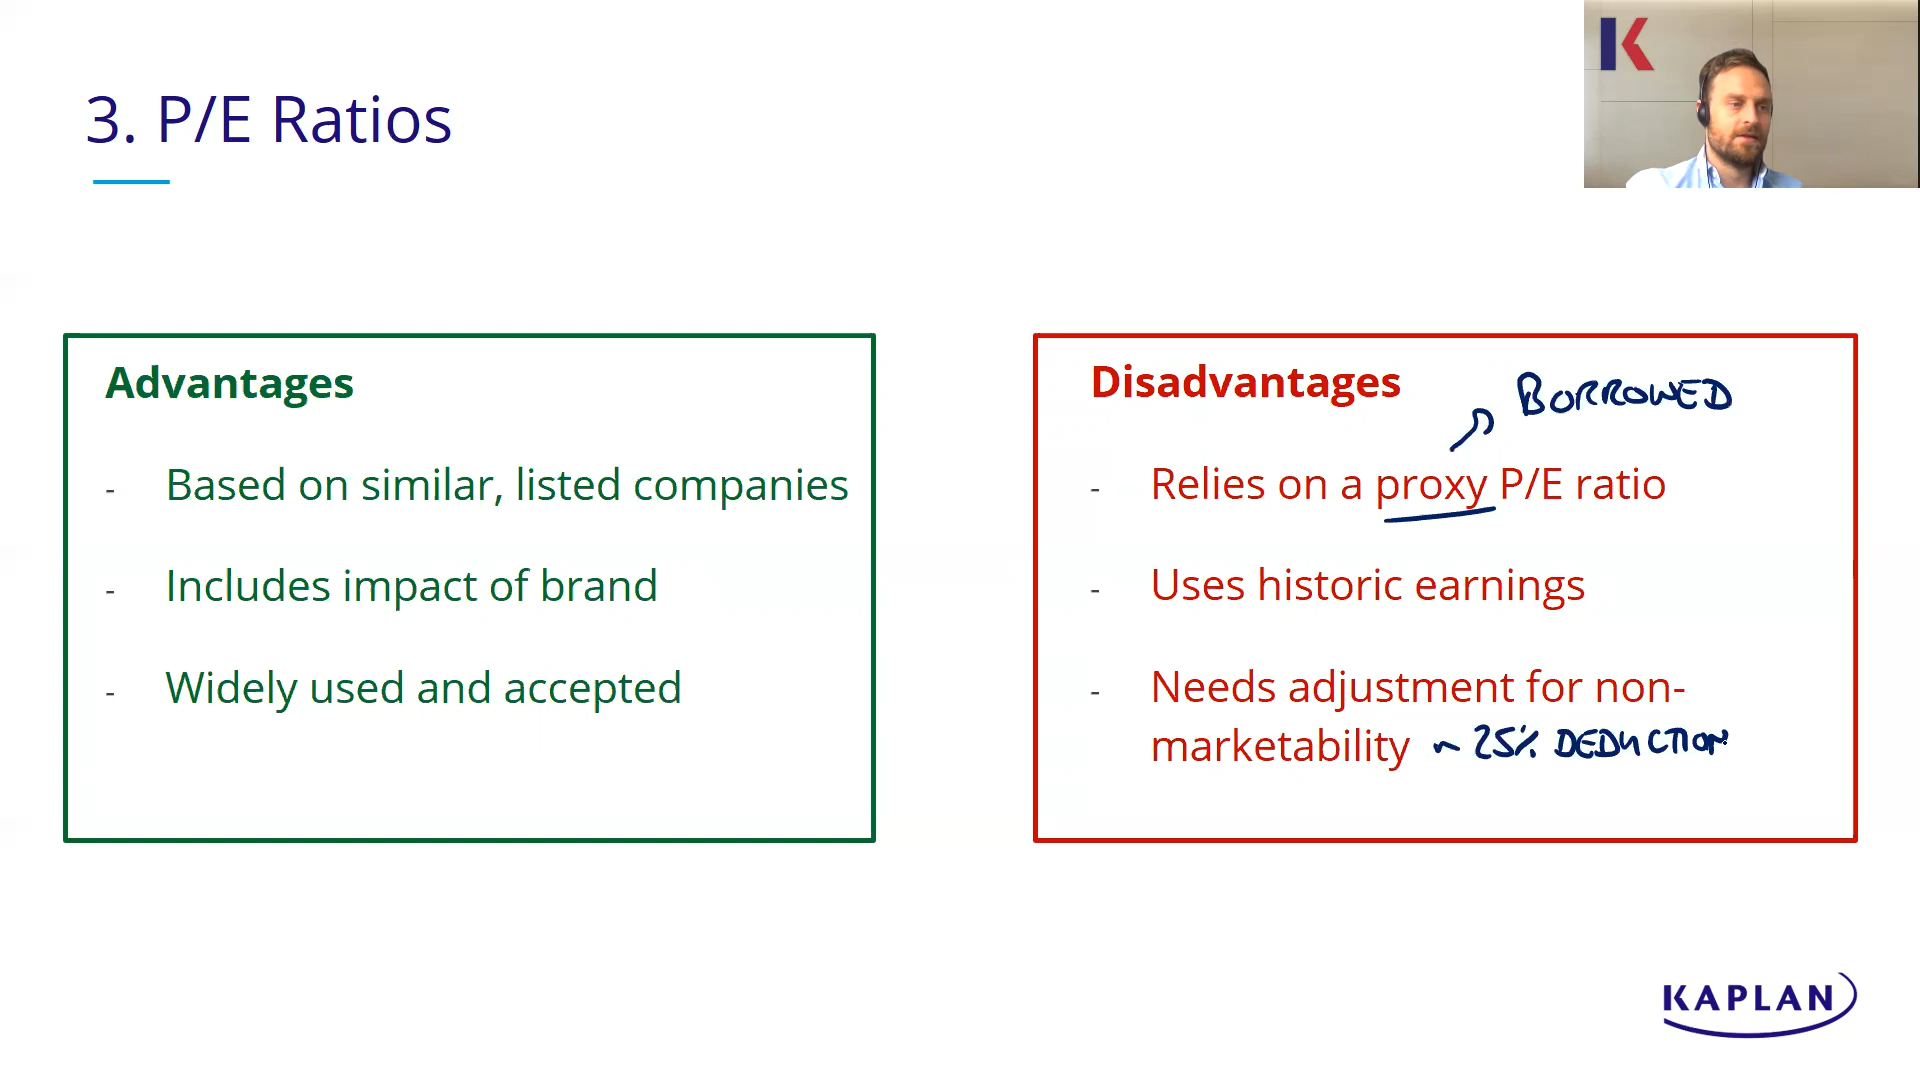 3. P/E Ratios
K
Advantages
- Based on similar, listed companies
- Includes impact of brand
- Widely used and accepted
Disadvantages
BORROWED
- Relies on a proxy P/E ratio
- Uses historic earnings
- Needs adjustment for non-
marketability ~ 25% DEDUCTION
KAPLAN